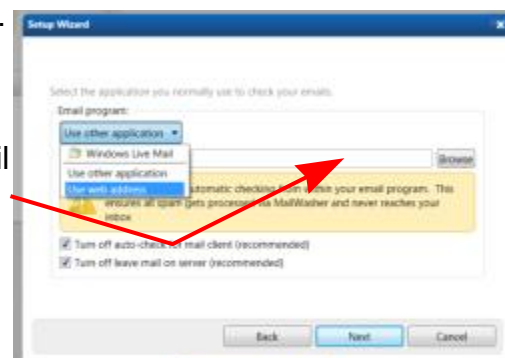 Setup Wizard
Select the application you normally use to check your emails.
Email program:
Use other application
Windows Live Mail
il
Browse
Use other application
Use web address
utomatic checking from within your email program. This
ensures all spam gets processed via MailWasher and never reaches your
inbox
Turn off auto-check for mail client (recommended)
Turn off leave mail on server (recommended)
Back
Next
Cancel